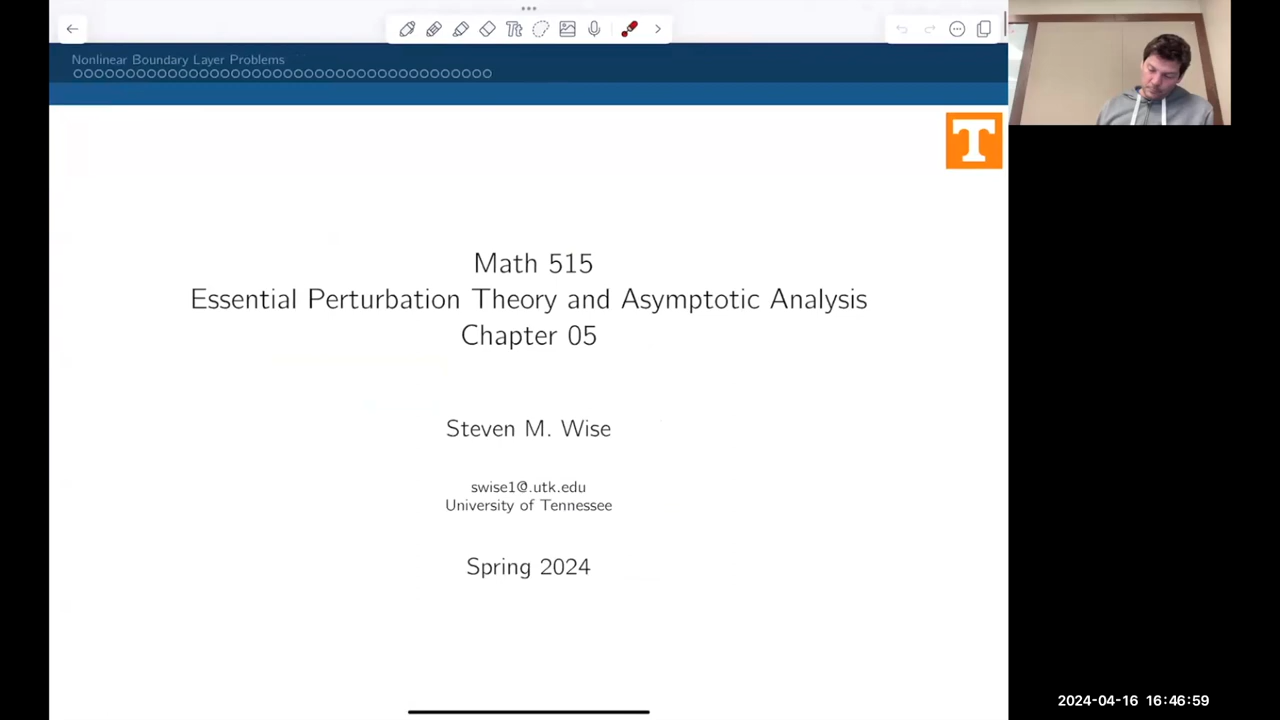 Nonlinear Boundary Layer Problems
T
Math 515
Essential Perturbation Theory and Asymptotic Analysis
Chapter 05
Steven M. Wise
swise1@.utk.edu
University of Tennessee
Spring 2024
2024-04-16 16:46:59